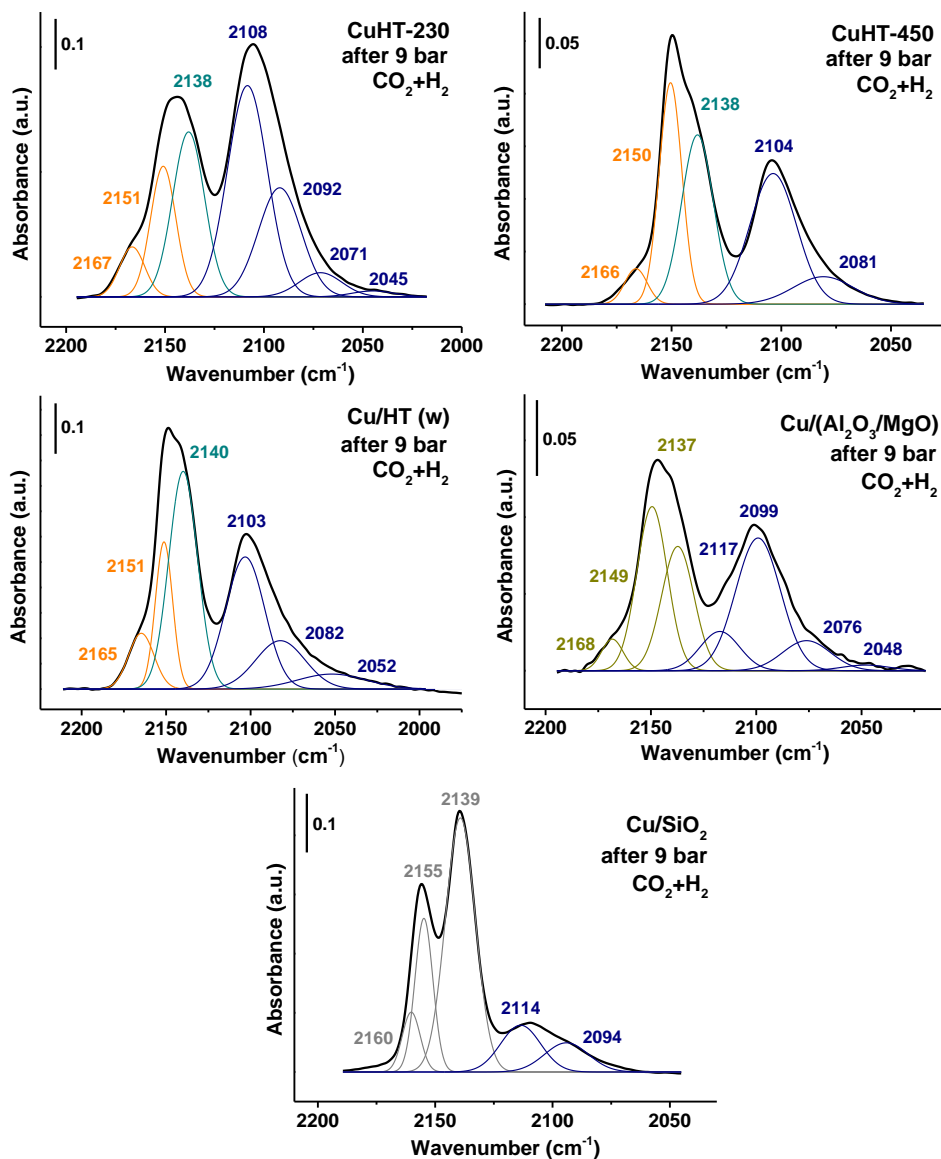 0.1
CuHT-230
after 9 bar
CO₂+H₂
2108
2138
2151
2092
2167
2071
2045
Absorbance (a.u.)
2200 2150 2100 2050 2000
Wavenumber (cm⁻¹)
0.05
CuHT-450
after 9 bar
CO₂+H₂
2150
2138
2104
2081
2166
Absorbance (a.u.)
2200 2150 2100 2050
Wavenumber (cm⁻¹)
0.1
Cu/HT (w)
after 9 bar
CO₂+H₂
2140
2103
2151
2082
2165
2052
Absorbance (a.u.)
2200 2150 2100 2050 2000
Wavenumber (cm⁻¹)
0.05
Cu/(Al₂O₃/MgO)
after 9 bar
CO₂+H₂
2137
2099
2117
2149
2076
2168
2048
Absorbance (a.u.)
2200 2150 2100 2050
Wavenumber (cm⁻¹)
0.1
Cu/SiO₂
after 9 bar
CO₂+H₂
2139
2155
2114
2160
2094
Absorbance (a.u.)
2200 2150 2100 2050
Wavenumber (cm⁻¹)